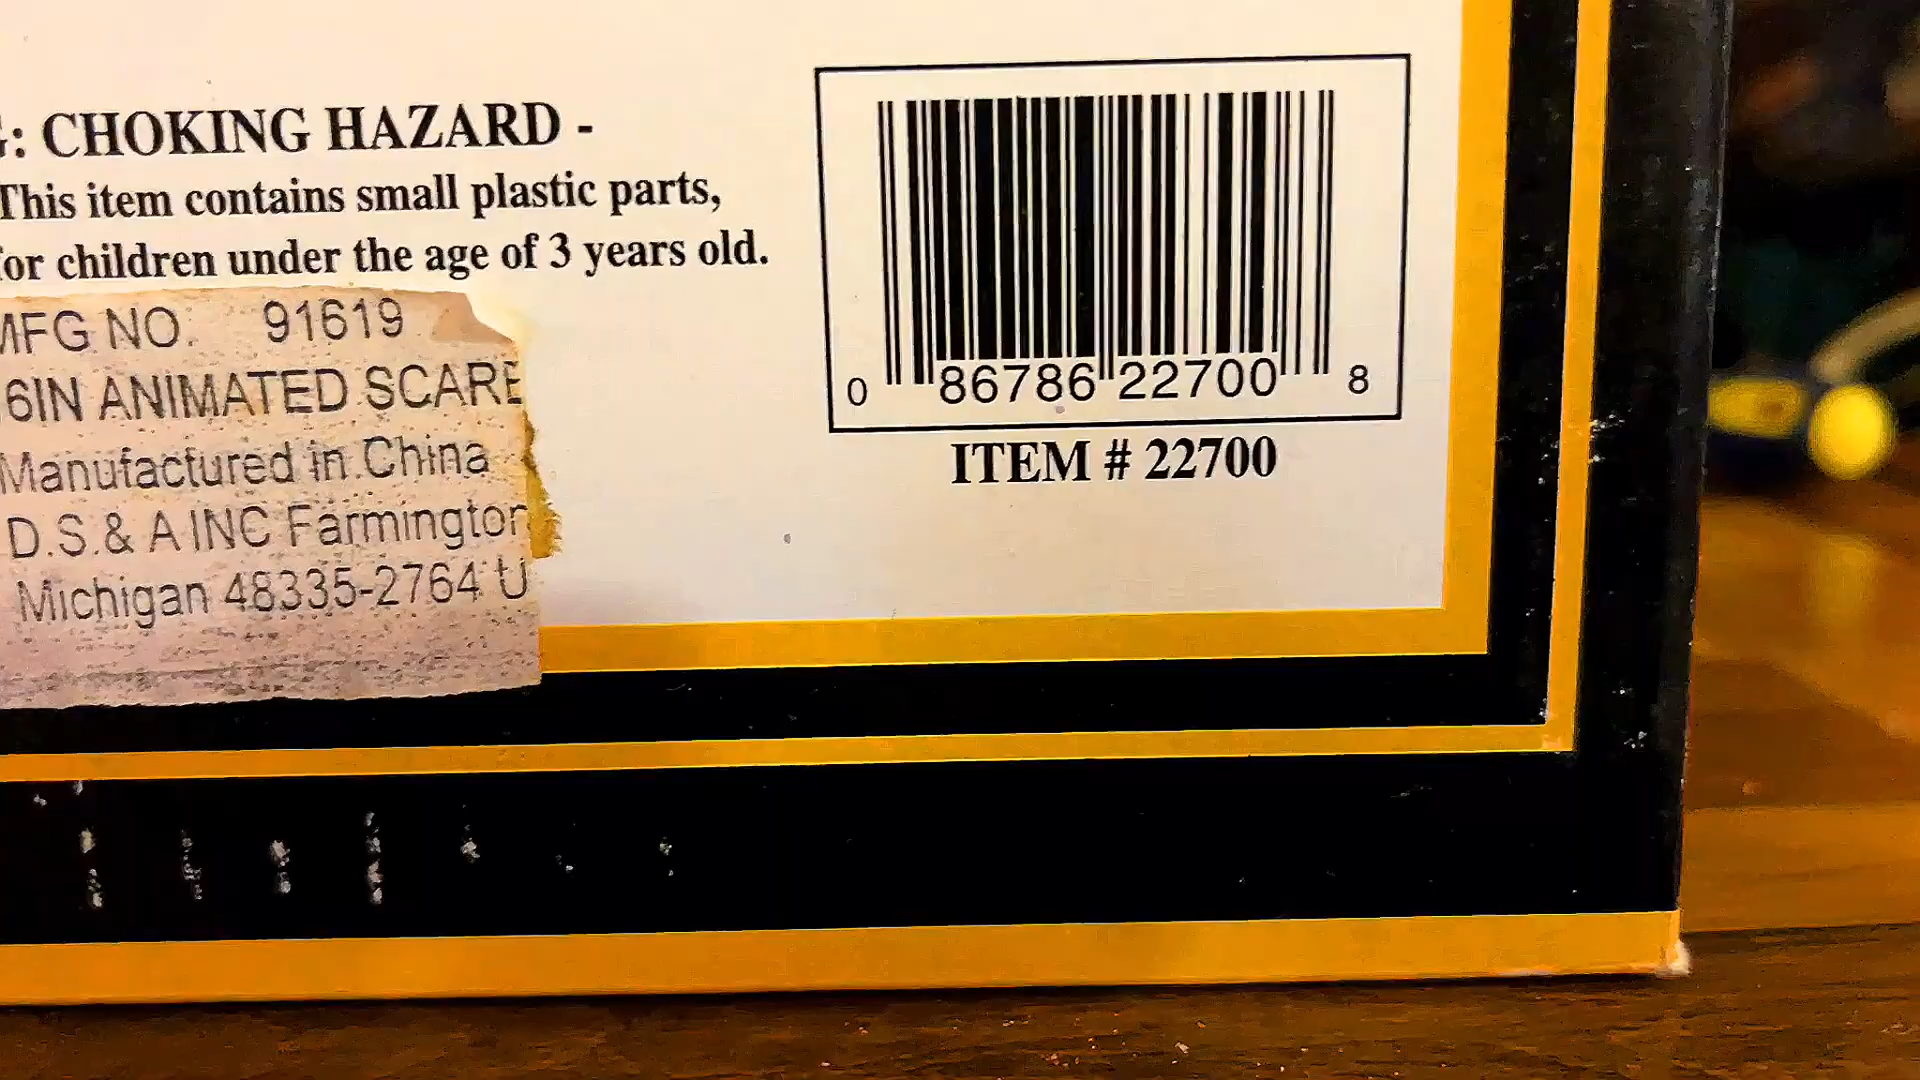 : CHOKING HAZARD -
This item contains small plastic parts,
for children under the age of 3 years old.
MFG NO. 91619
6IN ANIMATED SCARE
Manufactured in China
D.S.& A INC Farmington
Michigan 48335-2764 U
0 86786 22700 8
ITEM # 22700